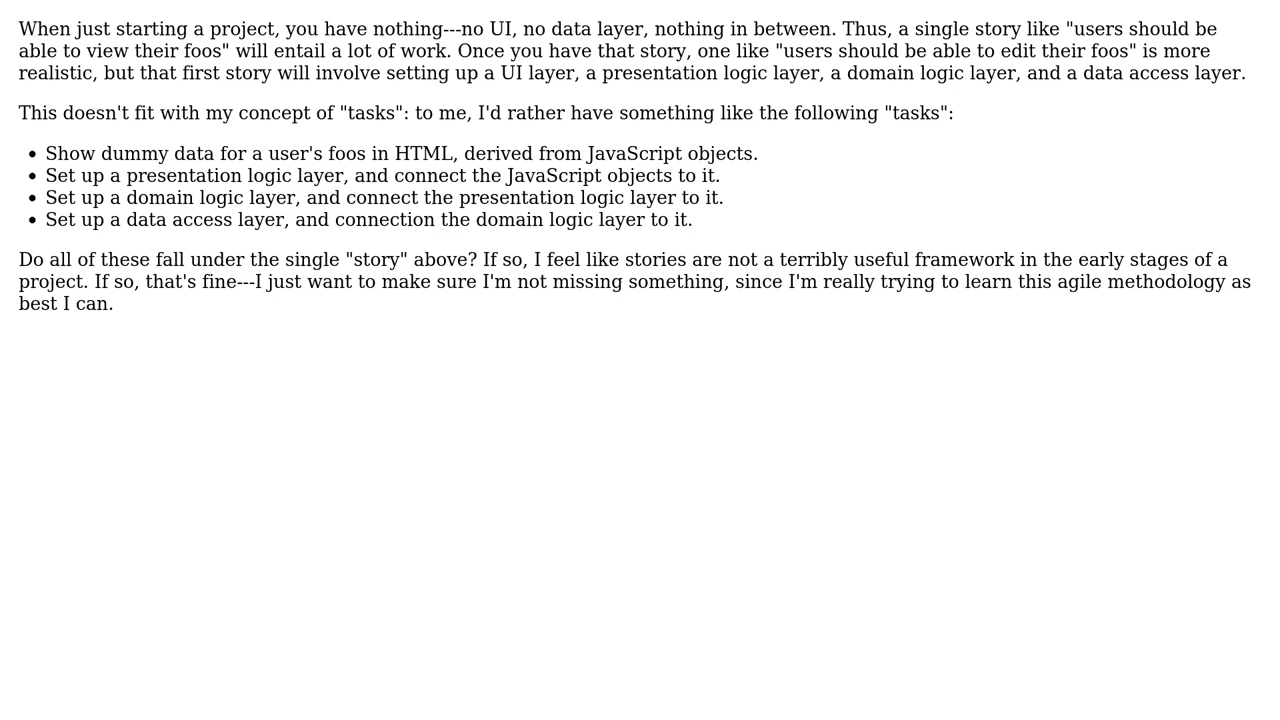 When just starting a project, you have nothing---no UI, no data layer, nothing in between. Thus, a single story like "users should be
able to view their foos" will entail a lot of work. Once you have that story, one like "users should be able to edit their foos" is more
realistic, but that first story will involve setting up a UI layer, a presentation logic layer, a domain logic layer, and a data access layer.
This doesn't fit with my concept of "tasks": to me, I'd rather have something like the following "tasks":
• Show dummy data for a user's foos in HTML, derived from JavaScript objects.
• Set up a presentation logic layer, and connect the JavaScript objects to it.
• Set up a domain logic layer, and connect the presentation logic layer to it.
• Set up a data access layer, and connection the domain logic layer to it.
Do all of these fall under the single "story" above? If so, I feel like stories are not a terribly useful framework in the early stages of a
project. If so, that's fine---I just want to make sure I'm not missing something, since I'm really trying to learn this agile methodology as
best I can.